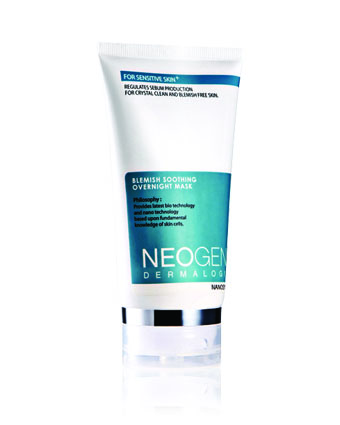 FOR SENSITIVE SKIN+
REGULATES SEBUM PRODUCTION
FOR CRYSTAL CLEAN AND BLEMISH FREE SKIN.
BLEMISH SOOTHING
OVERNIGHT MASK
Philosophy :
Provides latest bio technology
and nano technology
based upon fundamental
knowledge of skin cells.
NEOGEN
DERMALOG